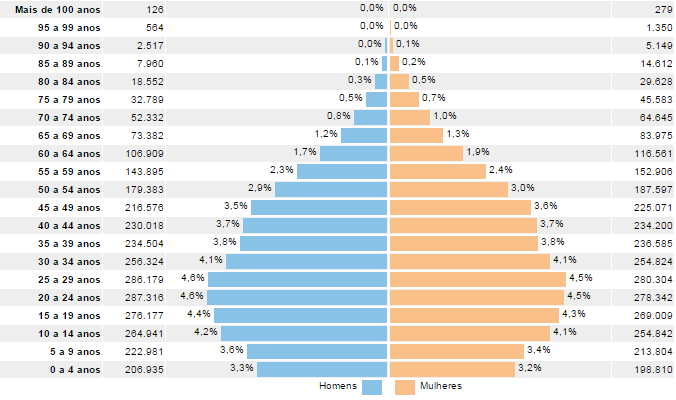 Mais de 100 anos 126 0,0% 0,0% 279
95 a 99 anos 564 0,0% 0,0% 1.350
90 a 94 anos 2.517 0,0% 0,1% 5.149
85 a 89 anos 7.960 0,1% 0,2% 14.612
80 a 84 anos 18.552 0,3% 0,5% 29.628
75 a 79 anos 32.789 0,5% 0,7% 45.583
70 a 74 anos 52.332 0,8% 1,0% 64.645
65 a 69 anos 73.382 1,2% 1,3% 83.975
60 a 64 anos 106.909 1,7% 1,9% 116.561
55 a 59 anos 143.895 2,3% 2,4% 152.906
50 a 54 anos 179.383 2,9% 3,0% 187.597
45 a 49 anos 216.576 3,5% 3,6% 225.071
40 a 44 anos 230.018 3,7% 3,7% 234.200
35 a 39 anos 234.504 3,8% 3,8% 236.585
30 a 34 anos 256.324 4,1% 4,1% 254.824
25 a 29 anos 286.179 4,6% 4,5% 280.304
20 a 24 anos 287.316 4,6% 4,5% 278.342
15 a 19 anos 276.177 4,4% 4,3% 269.009
10 a 14 anos 264.941 4,2% 4,1% 254.842
5 a 9 anos 222.981 3,6% 3,4% 213.804
0 a 4 anos 206.935 3,3% 3,2% 198.810
Homens Mulheres